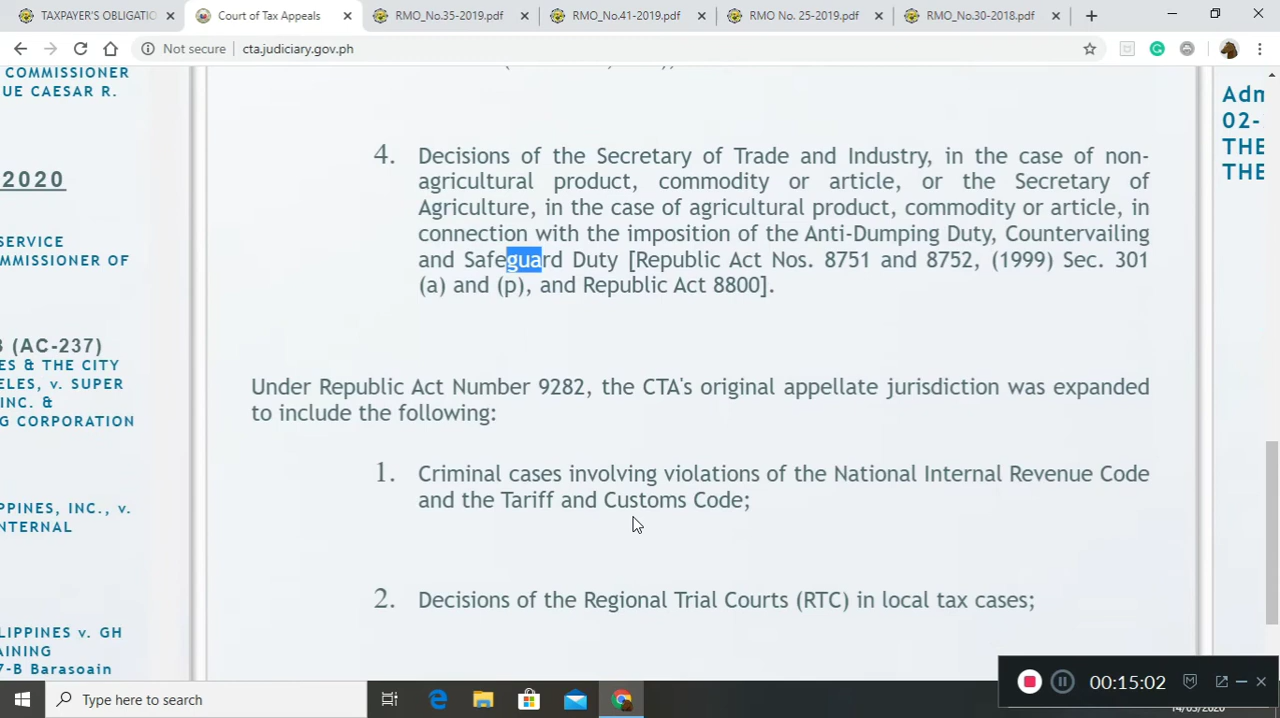 TAXPAYER'S OBLIGATIO
Court of Tax Appeals
RMO_No.35-2019.pdf
RMO_No.41-2019.pdf
RMO No. 25-2019.pdf
RMO_No.30-2018.pdf
Not secure
cta.judiciary.gov.ph
COMMISSIONER
UE CAESAR R.
2020
SERVICE
MMISSIONER OF
(AC-237)
ES & THE CITY
ELES, v. SUPER
INC. &
G CORPORATION
PPINES, INC., v.
NTERNAL
LIPPINES v. GH
AINING
7-B Barasoain
4. Decisions of the Secretary of Trade and Industry, in the case of non-
agricultural product, commodity or article, or the Secretary of
Agriculture, in the case of agricultural product, commodity or article, in
connection with the imposition of the Anti-Dumping Duty, Countervailing
and Safeguard Duty [Republic Act Nos. 8751 and 8752, (1999) Sec. 301
(a) and (p), and Republic Act 8800].
Under Republic Act Number 9282, the CTA's original appellate jurisdiction was expanded
to include the following:
1. Criminal cases involving violations of the National Internal Revenue Code
and the Tariff and Customs Code;
2. Decisions of the Regional Trial Courts (RTC) in local tax cases;
Adm
02-
THE
THE
Type here to search
00:15:02